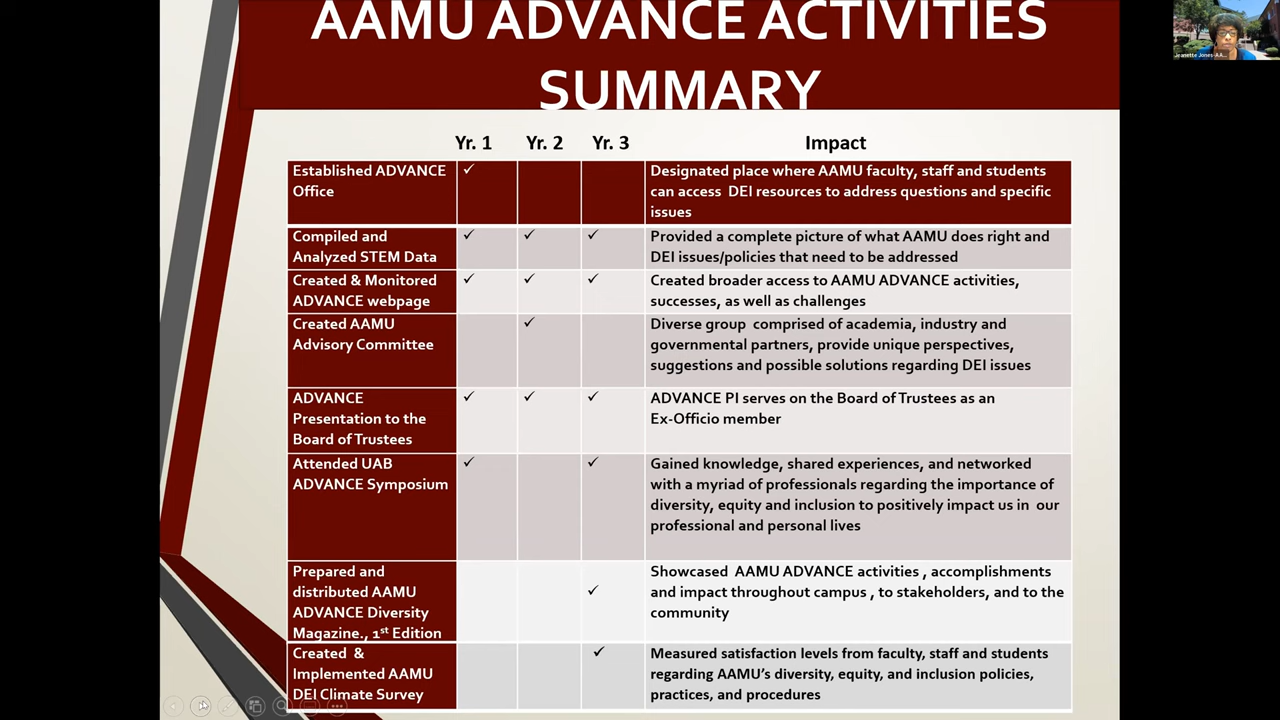 AAMU ADVANCE ACTIVITIES
SUMMARY
Yr. 1 Yr. 2 Yr. 3 Impact
Established ADVANCE
Office
✓
Designated place where AAMU faculty, staff and students
can access DEI resources to address questions and specific
issues
Compiled and
Analyzed STEM Data
✓ ✓ ✓
Provided a complete picture of what AAMU does right and
DEI issues/policies that need to be addressed
Created & Monitored
ADVANCE webpage
✓ ✓ ✓
Created broader access to AAMU ADVANCE activities,
successes, as well as challenges
Created AAMU
Advisory Committee
✓
Diverse group comprised of academia, industry and
governmental partners, provide unique perspectives,
suggestions and possible solutions regarding DEI issues
ADVANCE
Presentation to the
Board of Trustees
✓ ✓ ✓
ADVANCE PI serves on the Board of Trustees as an
Ex-Officio member
Attended UAB
ADVANCE Symposium
✓ ✓
Gained knowledge, shared experiences, and networked
with a myriad of professionals regarding the importance of
diversity, equity and inclusion to positively impact us in our
professional and personal lives
Prepared and
distributed AAMU
ADVANCE Diversity
Magazine., 1st Edition
✓
Showcased AAMU ADVANCE activities , accomplishments
and impact throughout campus , to stakeholders, and to the
community
Created &
Implemented AAMU
DEI Climate Survey
✓
Measured satisfaction levels from faculty, staff and students
regarding AAMU's diversity, equity, and inclusion policies,
practices, and procedures
Jeanette Jones-AA...